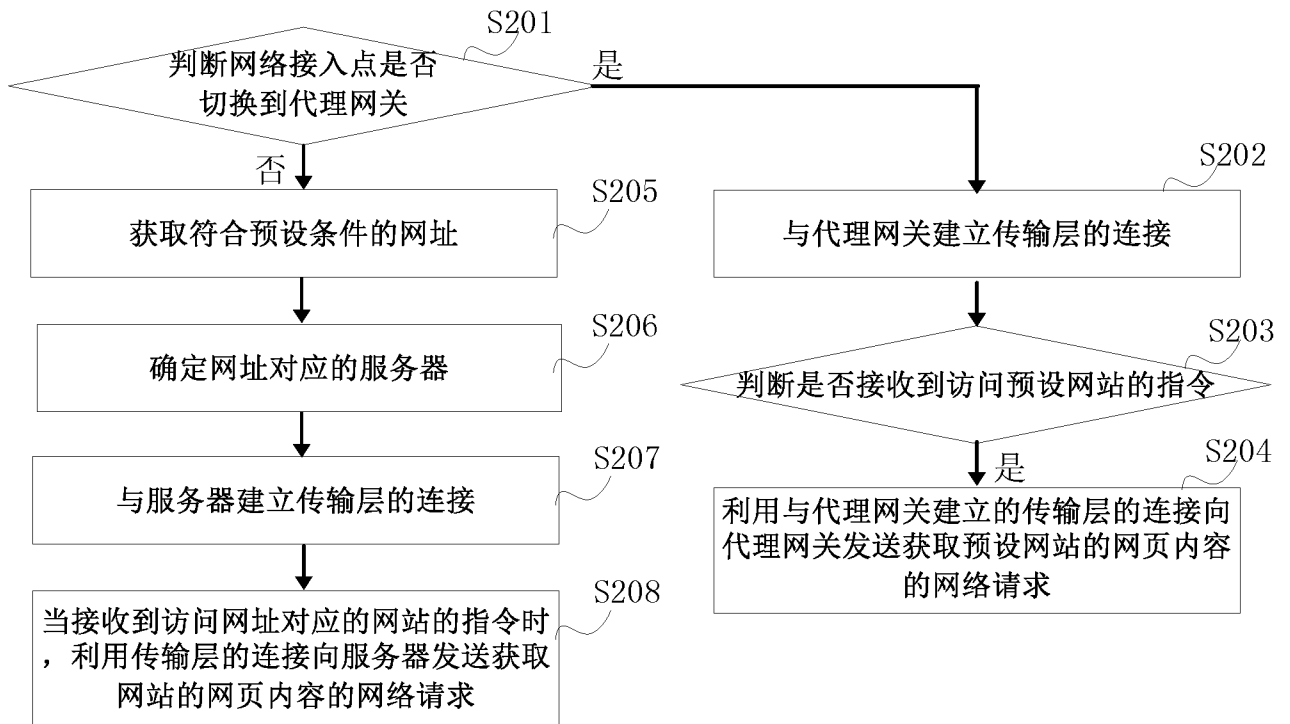 S201
判断网络接入点是否
切换到代理网关
是
否
S205
获取符合预设条件的网址
S206
确定网址对应的服务器
S207
与服务器建立传输层的连接
S208
当接收到访问网址对应的网站的指令时
，利用传输层的连接向服务器发送获取
网站的网页内容的网络请求
S202
与代理网关建立传输层的连接
S203
判断是否接收到访问预设网站的指令
是
S204
利用与代理网关建立的传输层的连接向
代理网关发送获取预设网站的网页内容
的网络请求